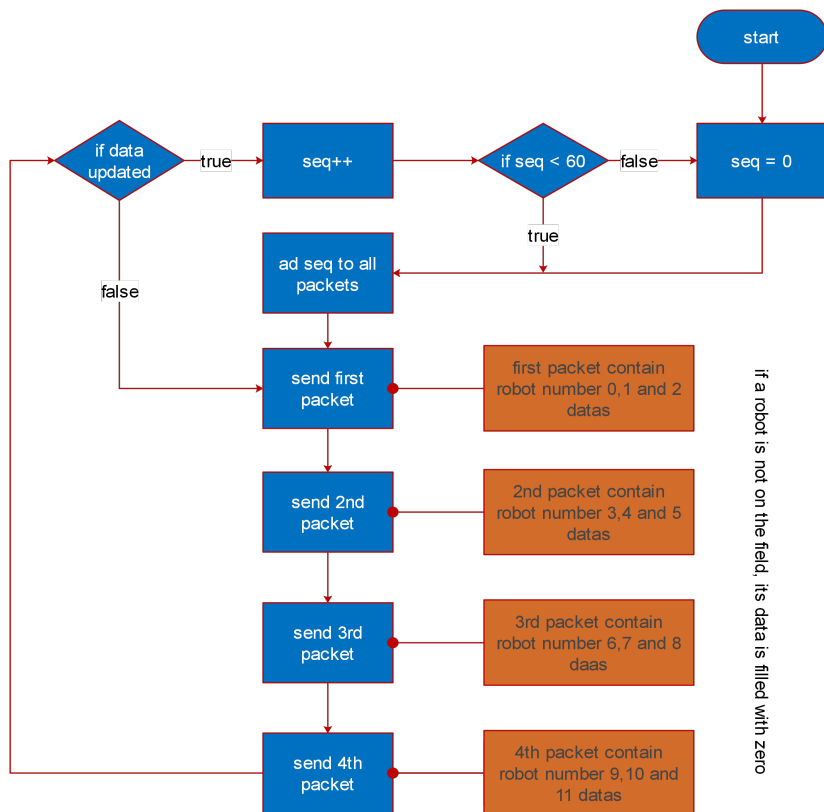 start
if data
updated
true
seq++
if seq < 60
false
seq = 0
true
ad seq to all
packets
false
send first
packet
first packet contain
robot number 0,1 and 2
datas
send 2nd
packet
2nd packet contain
robot number 3,4 and 5
datas
send 3rd
packet
3rd packet contain
robot number 6,7 and 8
daas
send 4th
packet
4th packet contain
robot number 9,10 and
11 datas
if a robot is not on the field, its data is filled with zero